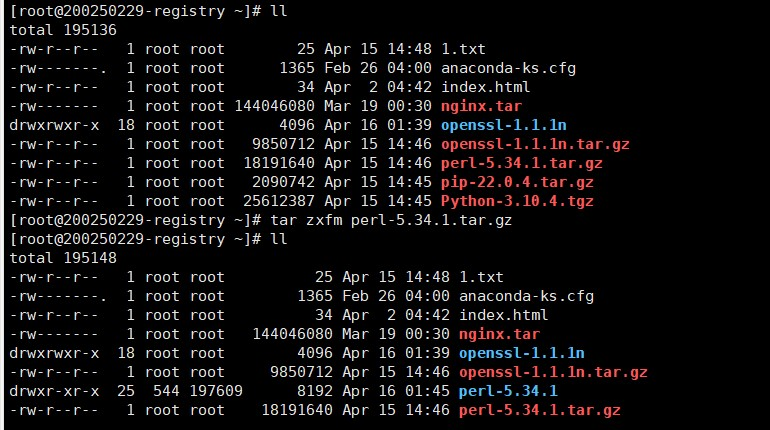 [root@200250229-registry ~]# ll
total 195136
-rw-r--r--   1 root root        25 Apr 15 14:48 1.txt
-rw-------.  1 root root      1365 Feb 26 04:00 anaconda-ks.cfg
-rw-r--r--   1 root root        34 Apr  2 04:42 index.html
-rw-------   1 root root 144046080 Mar 19 00:30 nginx.tar
drwxrwxr-x  18 root root      4096 Apr 16 01:39 openssl-1.1.1n
-rw-r--r--   1 root root   9850712 Apr 15 14:46 openssl-1.1.1n.tar.gz
-rw-r--r--   1 root root  18191640 Apr 15 14:46 perl-5.34.1.tar.gz
-rw-r--r--   1 root root   2090742 Apr 15 14:45 pip-22.0.4.tar.gz
-rw-r--r--   1 root root  25612387 Apr 15 14:45 Python-3.10.4.tgz
[root@200250229-registry ~]# tar zxfm perl-5.34.1.tar.gz
[root@200250229-registry ~]# ll
total 195148
-rw-r--r--   1 root root          25 Apr 15 14:48 1.txt
-rw-------.  1 root root        1365 Feb 26 04:00 anaconda-ks.cfg
-rw-r--r--   1 root root          34 Apr  2 04:42 index.html
-rw-------   1 root root   144046080 Mar 19 00:30 nginx.tar
drwxrwxr-x  18 root root        4096 Apr 16 01:39 openssl-1.1.1n
-rw-r--r--   1 root root     9850712 Apr 15 14:46 openssl-1.1.1n.tar.gz
drwxr-xr-x  25  544 197609      8192 Apr 16 01:45 perl-5.34.1
-rw-r--r--   1 root root    18191640 Apr 15 14:46 perl-5.34.1.tar.gz